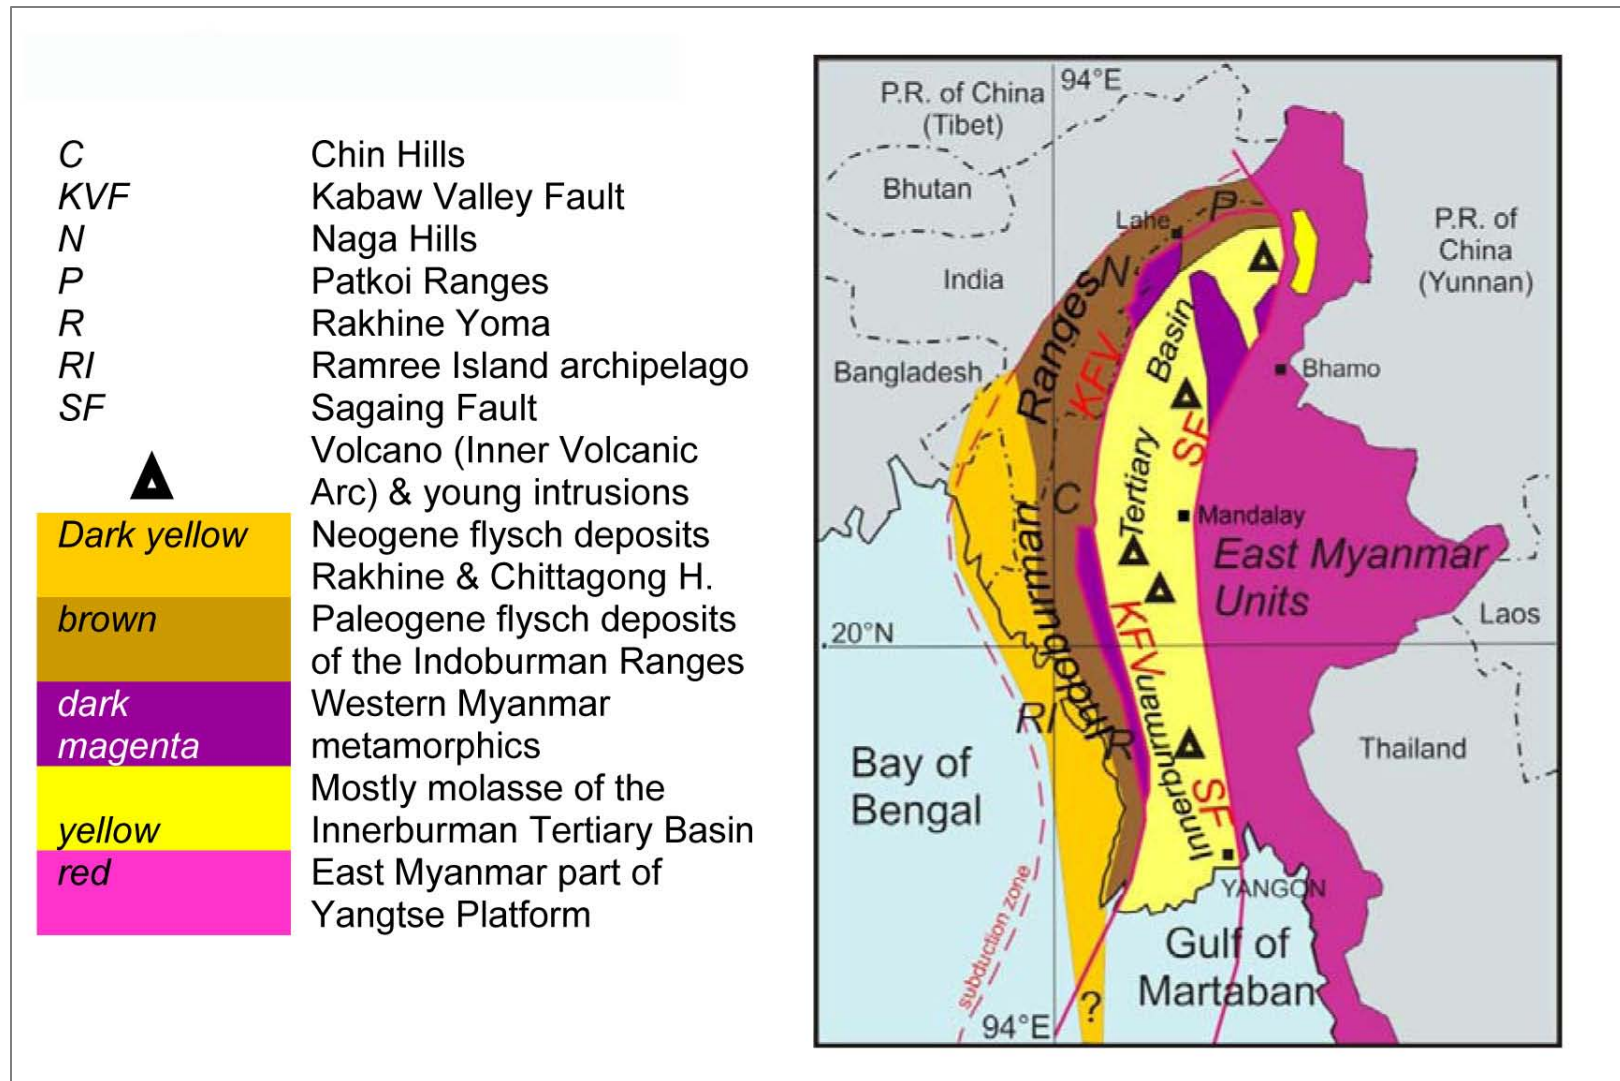 C Chin Hills
KVF Kabaw Valley Fault
N Naga Hills
P Patkoi Ranges
R Rakhine Yoma
RI Ramree Island archipelago
SF Sagaing Fault
Volcano (Inner Volcanic
Arc) & young intrusions
Dark yellow Neogene flysch deposits
Rakhine & Chittagong H.
brown Paleogene flysch deposits
of the Indoburman Ranges
dark Western Myanmar
magenta metamorphics
Mostly molasse of the
yellow Innerburman Tertiary Basin
red East Myanmar part of
Yangtse Platform
94°E
P.R. of China
(Tibet)
Bhutan
P
Lahe
P.R. of
China
(Yunnan)
India
N
Bangladesh
Bhamo
KFV
SF
C
Mandalay
Indoburman Ranges
Innerburman Tertiary Basin
East Myanmar
Units
Laos
20°N
KFV
RI
R
Thailand
Bay of
Bengal
SF
YANGON
subduction zone
Gulf of
Martaban
?
94°E